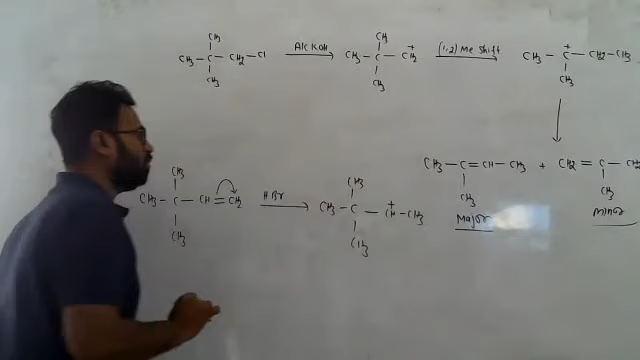 CH3 CH3
CH3 - C - CH2 - Cl Alc KOH CH3 - C - CH2 + (1,2) Me Shift CH3 - C + - CH2 - CH3
CH3 CH3 CH3
CH3 - C = CH - CH3 + CH2 = C - CH2
CH3 CH3
Major Minor
CH3 CH3
CH3 - C - CH = CH2 HBr CH3 - C - CH + - CH3
CH3 CH3